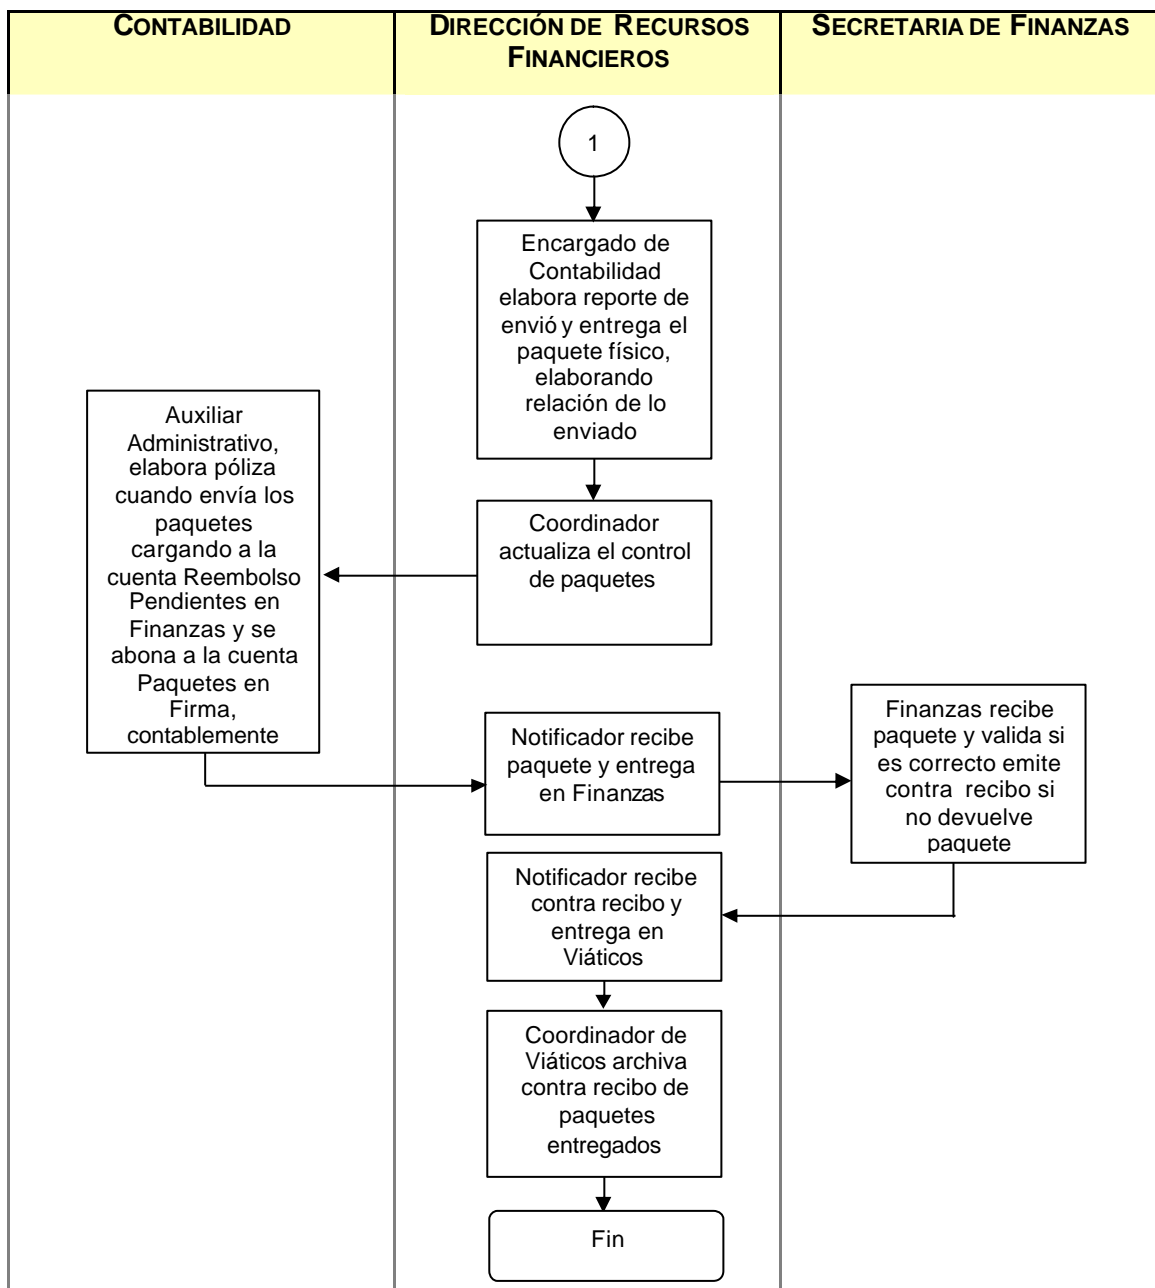 CONTABILIDAD
DIRECCIÓN DE RECURSOS
FINANCIEROS
SECRETARIA DE FINANZAS
1
Encargado de
Contabilidad
elabora reporte de
envió y entrega el
paquete físico,
elaborando
relación de lo
enviado
Auxiliar
Administrativo,
elabora póliza
cuando envía los
paquetes
cargando a la
cuenta Reembolso
Pendientes en
Finanzas y se
abona a la cuenta
Paquetes en
Firma,
contablemente
Coordinador
actualiza el control
de paquetes
Notificador recibe
paquete y entrega
en Finanzas
Finanzas recibe
paquete y valida si
es correcto emite
contra recibo si
no devuelve
paquete
Notificador recibe
contra recibo y
entrega en
Viáticos
Coordinador de
Viáticos archiva
contra recibo de
paquetes
entregados
Fin